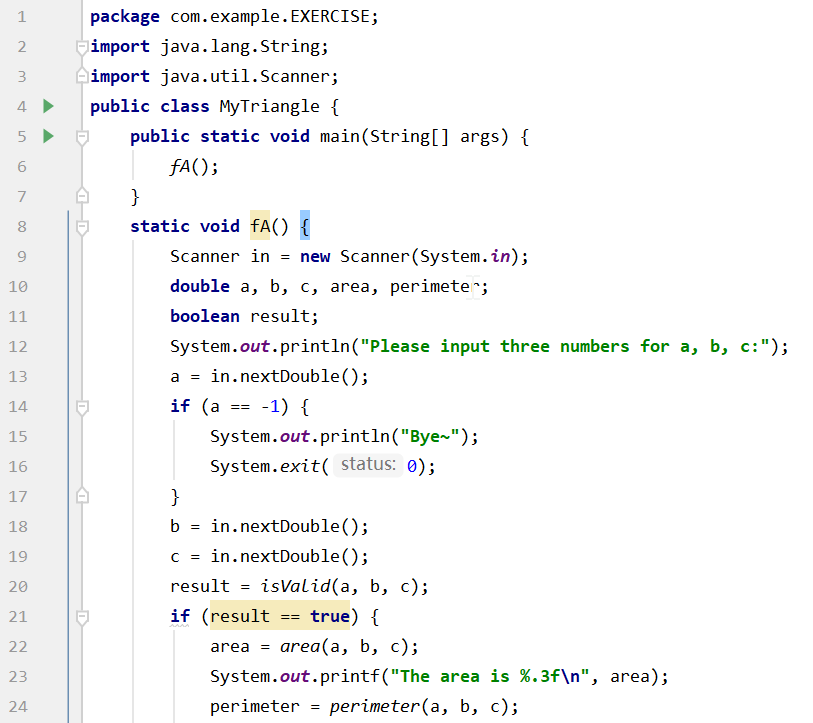 1 package com.example.EXERCISE;
2 import java.lang.String;
3 import java.util.Scanner;
4 public class MyTriangle {
5 public static void main(String[] args) {
6 fA();
7 }
8 static void fA() {
9 Scanner in = new Scanner(System.in);
10 double a, b, c, area, perimeter;
11 boolean result;
12 System.out.println("Please input three numbers for a, b, c:");
13 a = in.nextDouble();
14 if (a == -1) {
15 System.out.println("Bye~");
16 System.exit( status: 0);
17 }
18 b = in.nextDouble();
19 c = in.nextDouble();
20 result = isValid(a, b, c);
21 if (result == true) {
22 area = area(a, b, c);
23 System.out.printf("The area is %.3f\n", area);
24 perimeter = perimeter(a, b, c);